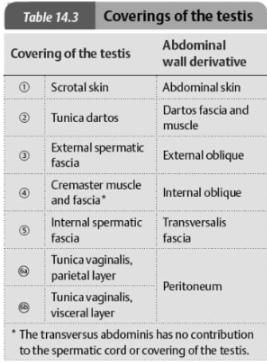 Table 14.3 Coverings of the testis
Covering of the testis Abdominal wall derivative
① Scrotal skin Abdominal skin
② Tunica dartos Dartos fascia and muscle
③ External spermatic fascia External oblique
④ Cremaster muscle and fascia* Internal oblique
⑤ Internal spermatic fascia Transversalis fascia
6a Tunica vaginalis, parietal layer Peritoneum
6b Tunica vaginalis, visceral layer
* The transversus abdominis has no contribution
to the spermatic cord or covering of the testis.